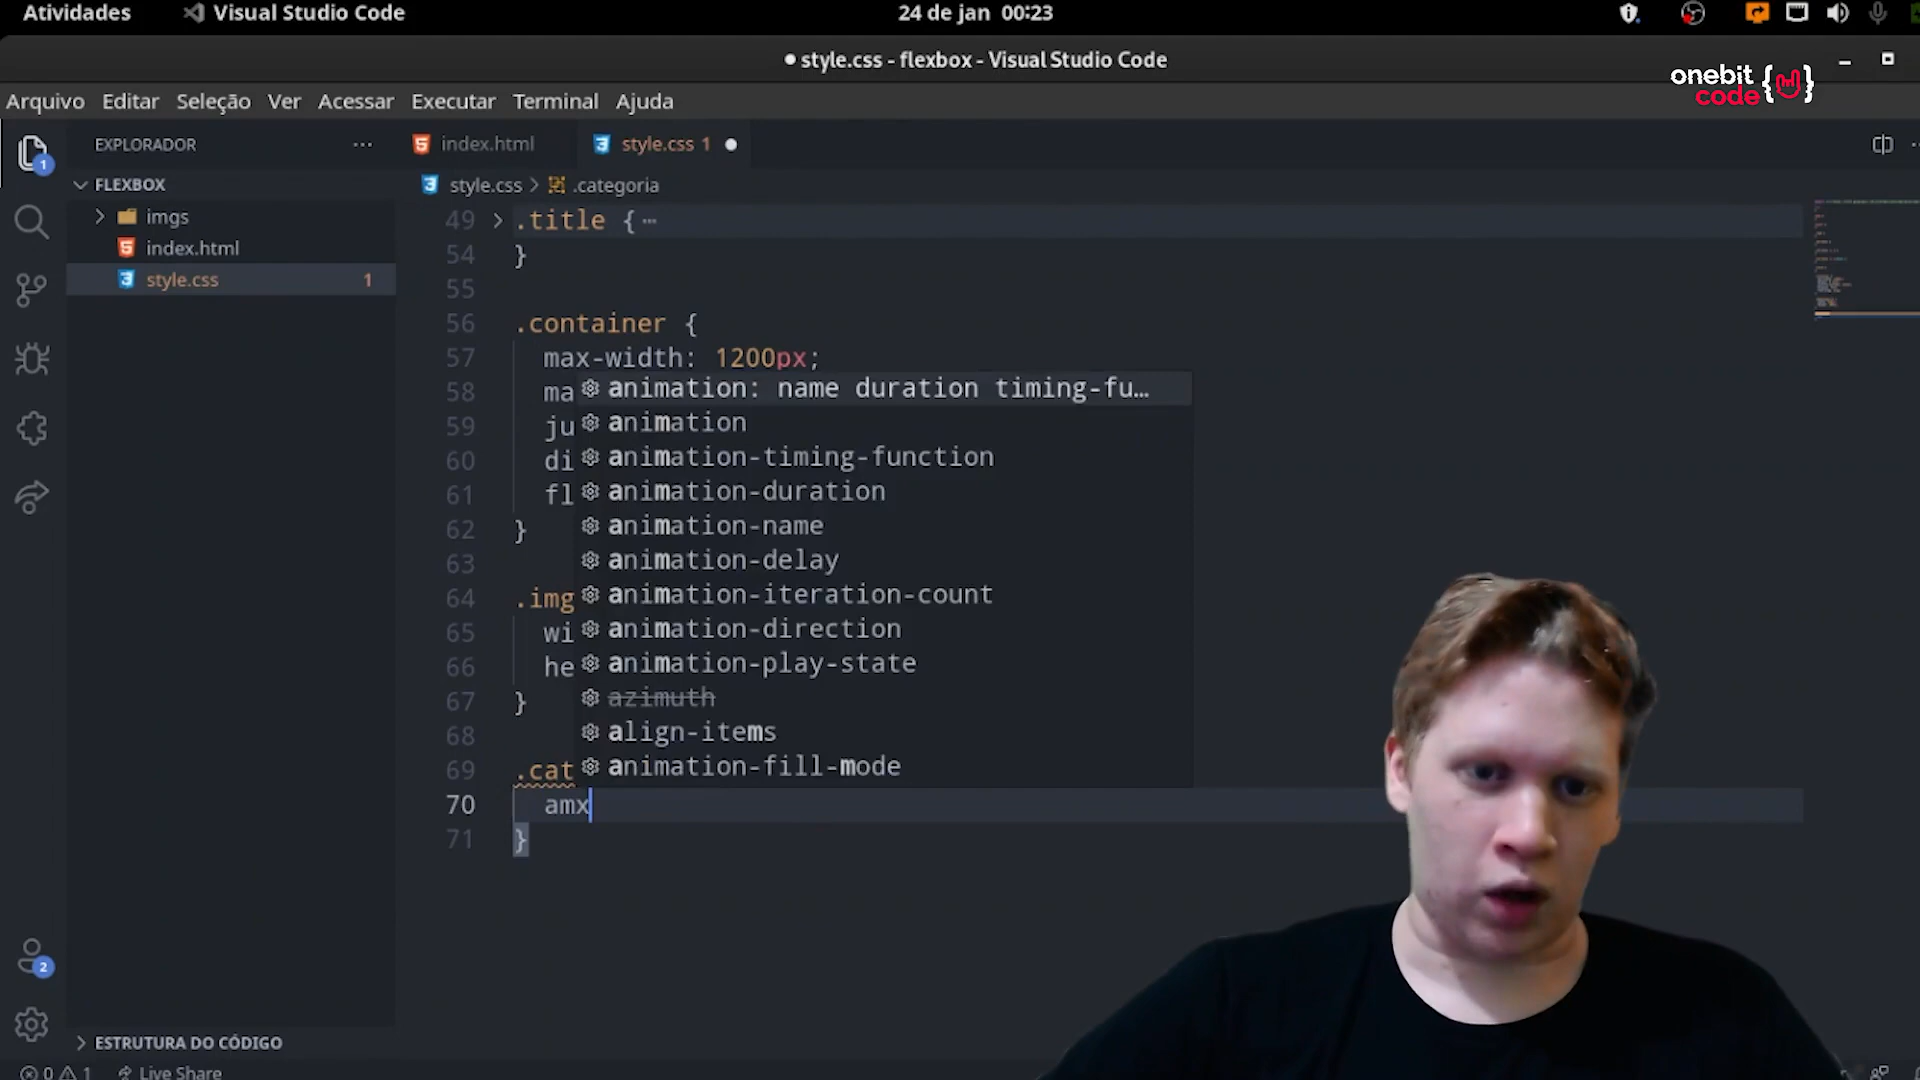 Atividades
Visual Studio Code
24 de jan 00:23
style.css - flexbox - Visual Studio Code
onebit
code
Arquivo Editar Seleção Ver Acessar Executar Terminal Ajuda
1
EXPLORADOR
index.html
style.css 1
FLEXBOX
style.css > .categoria
imgs
index.html
style.css 1
49 .title {
54 }
55
56 .container {
57 max-width: 1200px;
58 ma
59 ju
60 di
61 fl
62 }
63
64 .img
65 wi
66 he
67 }
68
69 .cat
70 amx
71 }
animation: name duration timing-fu…
animation
animation-timing-function
animation-duration
animation-name
animation-delay
animation-iteration-count
animation-direction
animation-play-state
azimuth
align-items
animation-fill-mode
2
ESTRUTURA DO CÓDIGO
0 1 Live Share